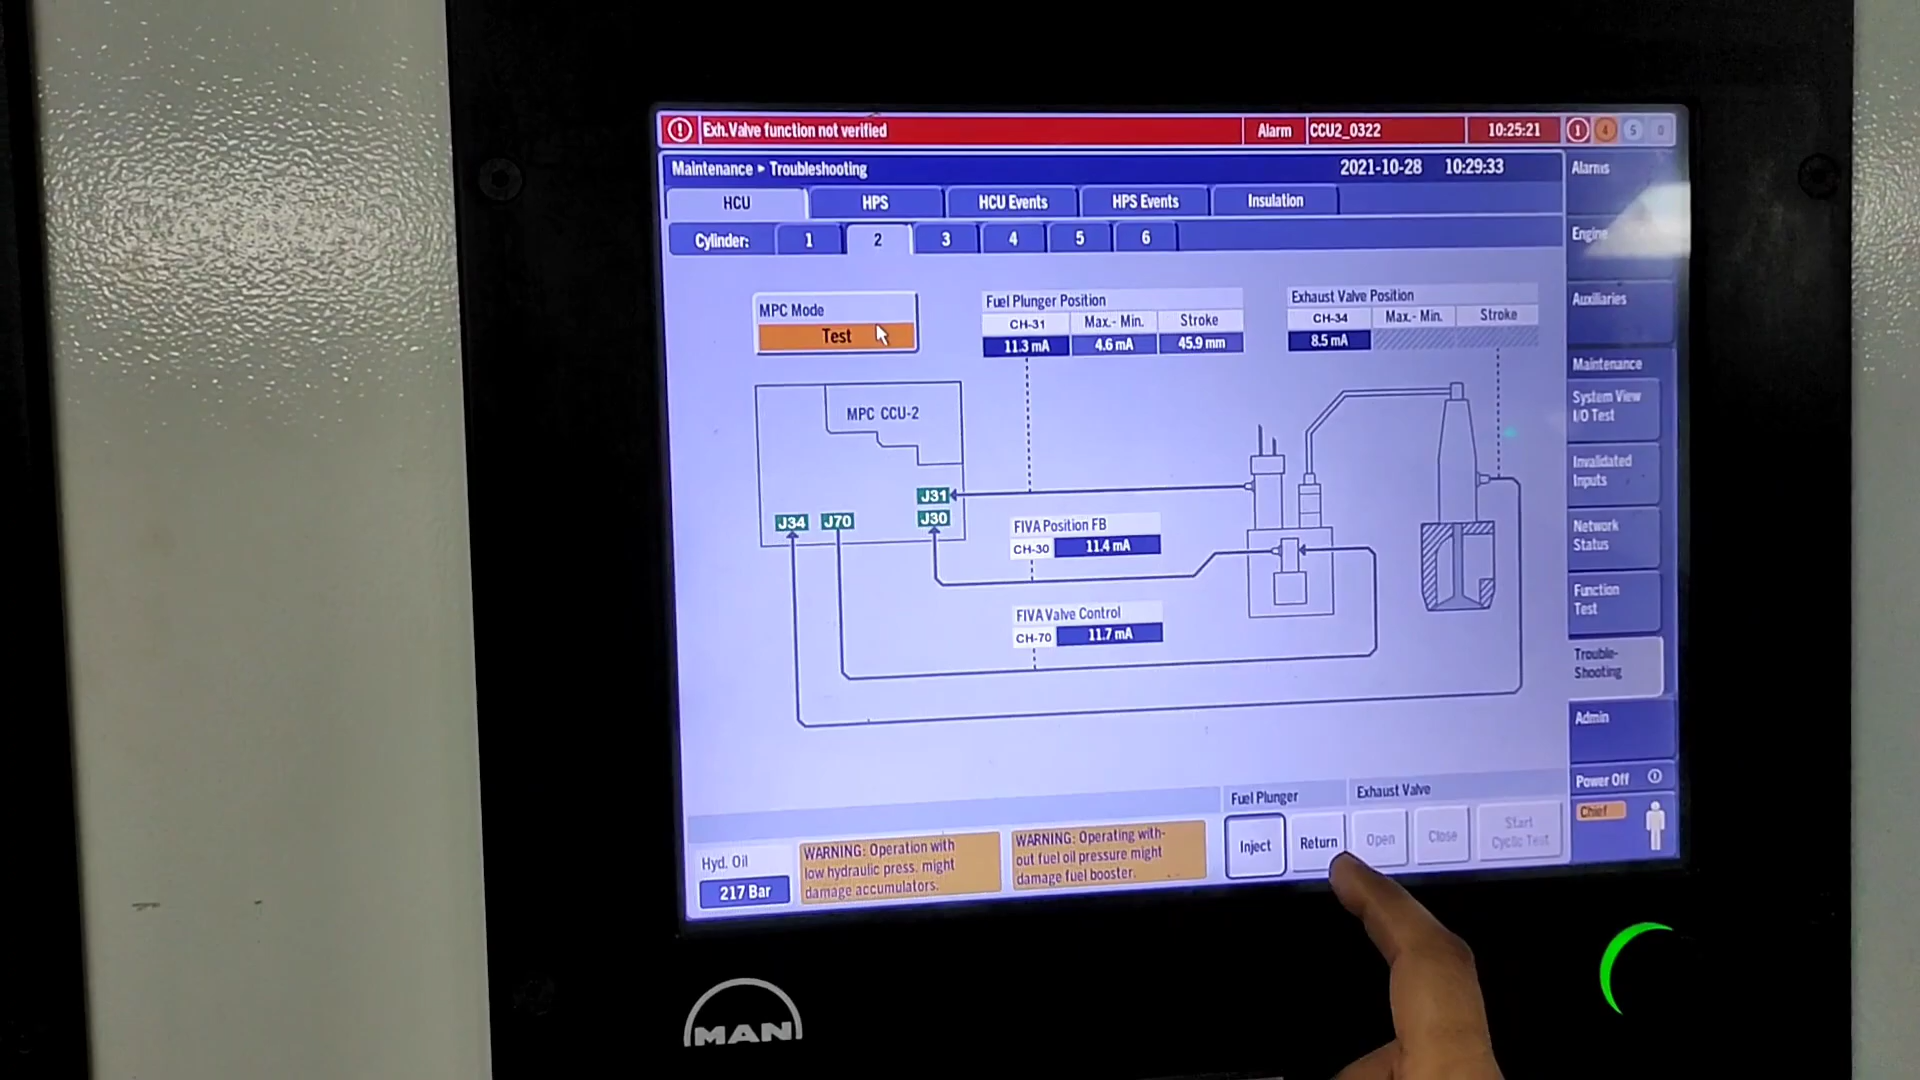 Exh.Valve function not verified Alarm CCU2_0322 10:25:21 1 4 5 0
Maintenance ▸ Troubleshooting 2021-10-28 10:29:33
Alarms
HCU HPS HCU Events HPS Events Insulation
Cylinder: 1 2 3 4 5 6
Engine
MPC Mode
Test
Fuel Plunger Position
CH-31 Max.- Min. Stroke
11.3 mA 4.6 mA 45.9 mm
Exhaust Valve Position
CH-34 Max.- Min. Stroke
8.5 mA
Auxiliaries
Maintenance
System View
I/O Test
Invalidated
Inputs
Network
Status
Function
Test
Trouble-
Shooting
Admin
Power Off
Chief
MPC CCU-2
J31
J34 J70 J30
FIVA Position FB
CH-30 11.4 mA
FIVA Valve Control
CH-70 11.7 mA
Hyd. Oil
217 Bar
WARNING: Operation with
low hydraulic press. might
damage accumulators.
WARNING: Operating with-
out fuel oil pressure might
damage fuel booster.
Fuel Plunger
Inject Return
Exhaust Valve
Open Close Start
Cyclic Test
MAN